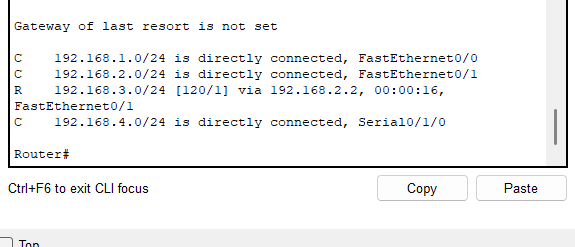 Gateway of last resort is not set
C    192.168.1.0/24 is directly connected, FastEthernet0/0
C    192.168.2.0/24 is directly connected, FastEthernet0/1
R    192.168.3.0/24 [120/1] via 192.168.2.2, 00:00:16,
FastEthernet0/1
C    192.168.4.0/24 is directly connected, Serial0/1/0
Router#
Ctrl+F6 to exit CLI focus
Copy
Paste
Top